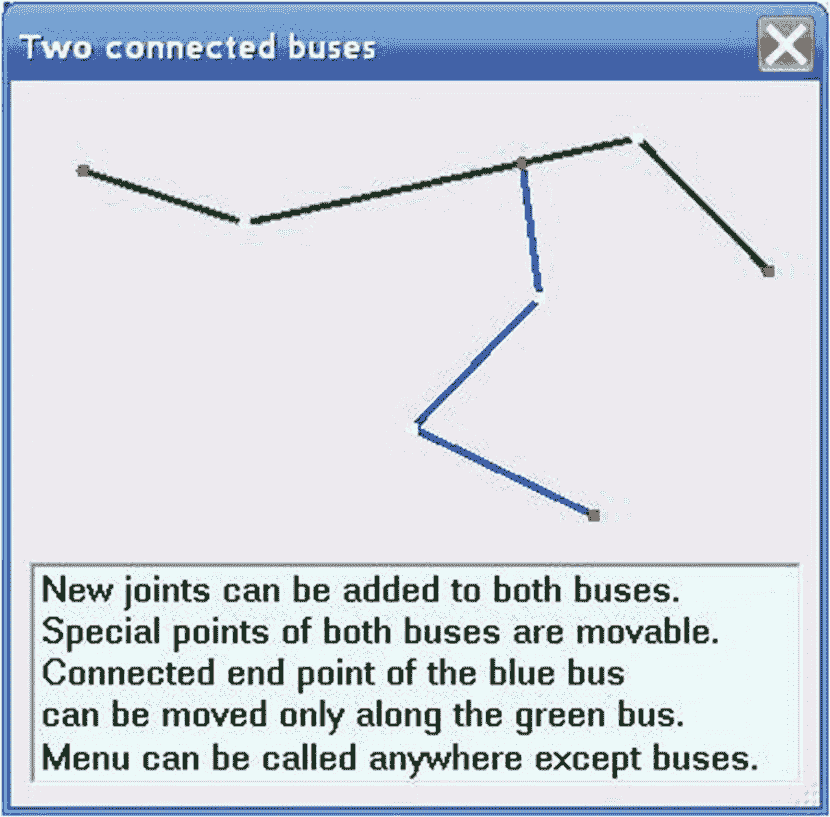 Two connected buses
New joints can be added to both buses.
Special points of both buses are movable.
Connected end point of the blue bus
can be moved only along the green bus.
Menu can be called anywhere except buses.